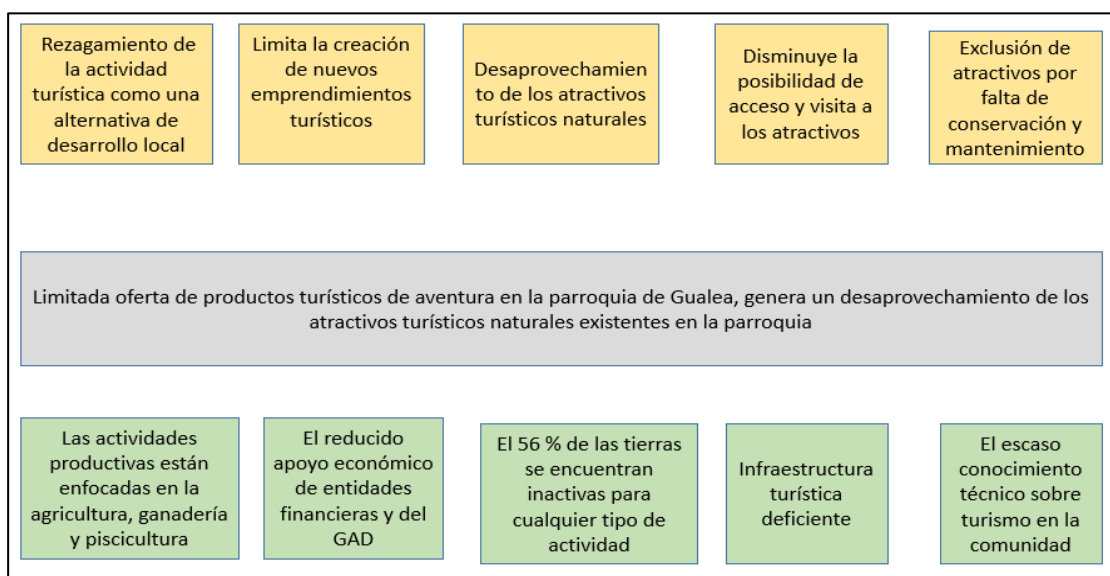 Rezagamiento de
la actividad
turística como una
alternativa de
desarrollo local
Limita la creación
de nuevos
emprendimientos
turísticos
Desaprovechamien
to de los atractivos
turísticos naturales
Disminuye la
posibilidad de
acceso y visita a
los atractivos
Exclusión de
atractivos por
falta de
conservación y
mantenimiento
Limitada oferta de productos turísticos de aventura en la parroquia de Gualea, genera un desaprovechamiento de los
atractivos turísticos naturales existentes en la parroquia
Las actividades
productivas están
enfocadas en la
agricultura, ganadería
y piscicultura
El reducido
apoyo económico
de entidades
financieras y del
GAD
El 56 % de las tierras
se encuentran
inactivas para
cualquier tipo de
actividad
Infraestructura
turística
deficiente
El escaso
conocimiento
técnico sobre
turismo en la
comunidad